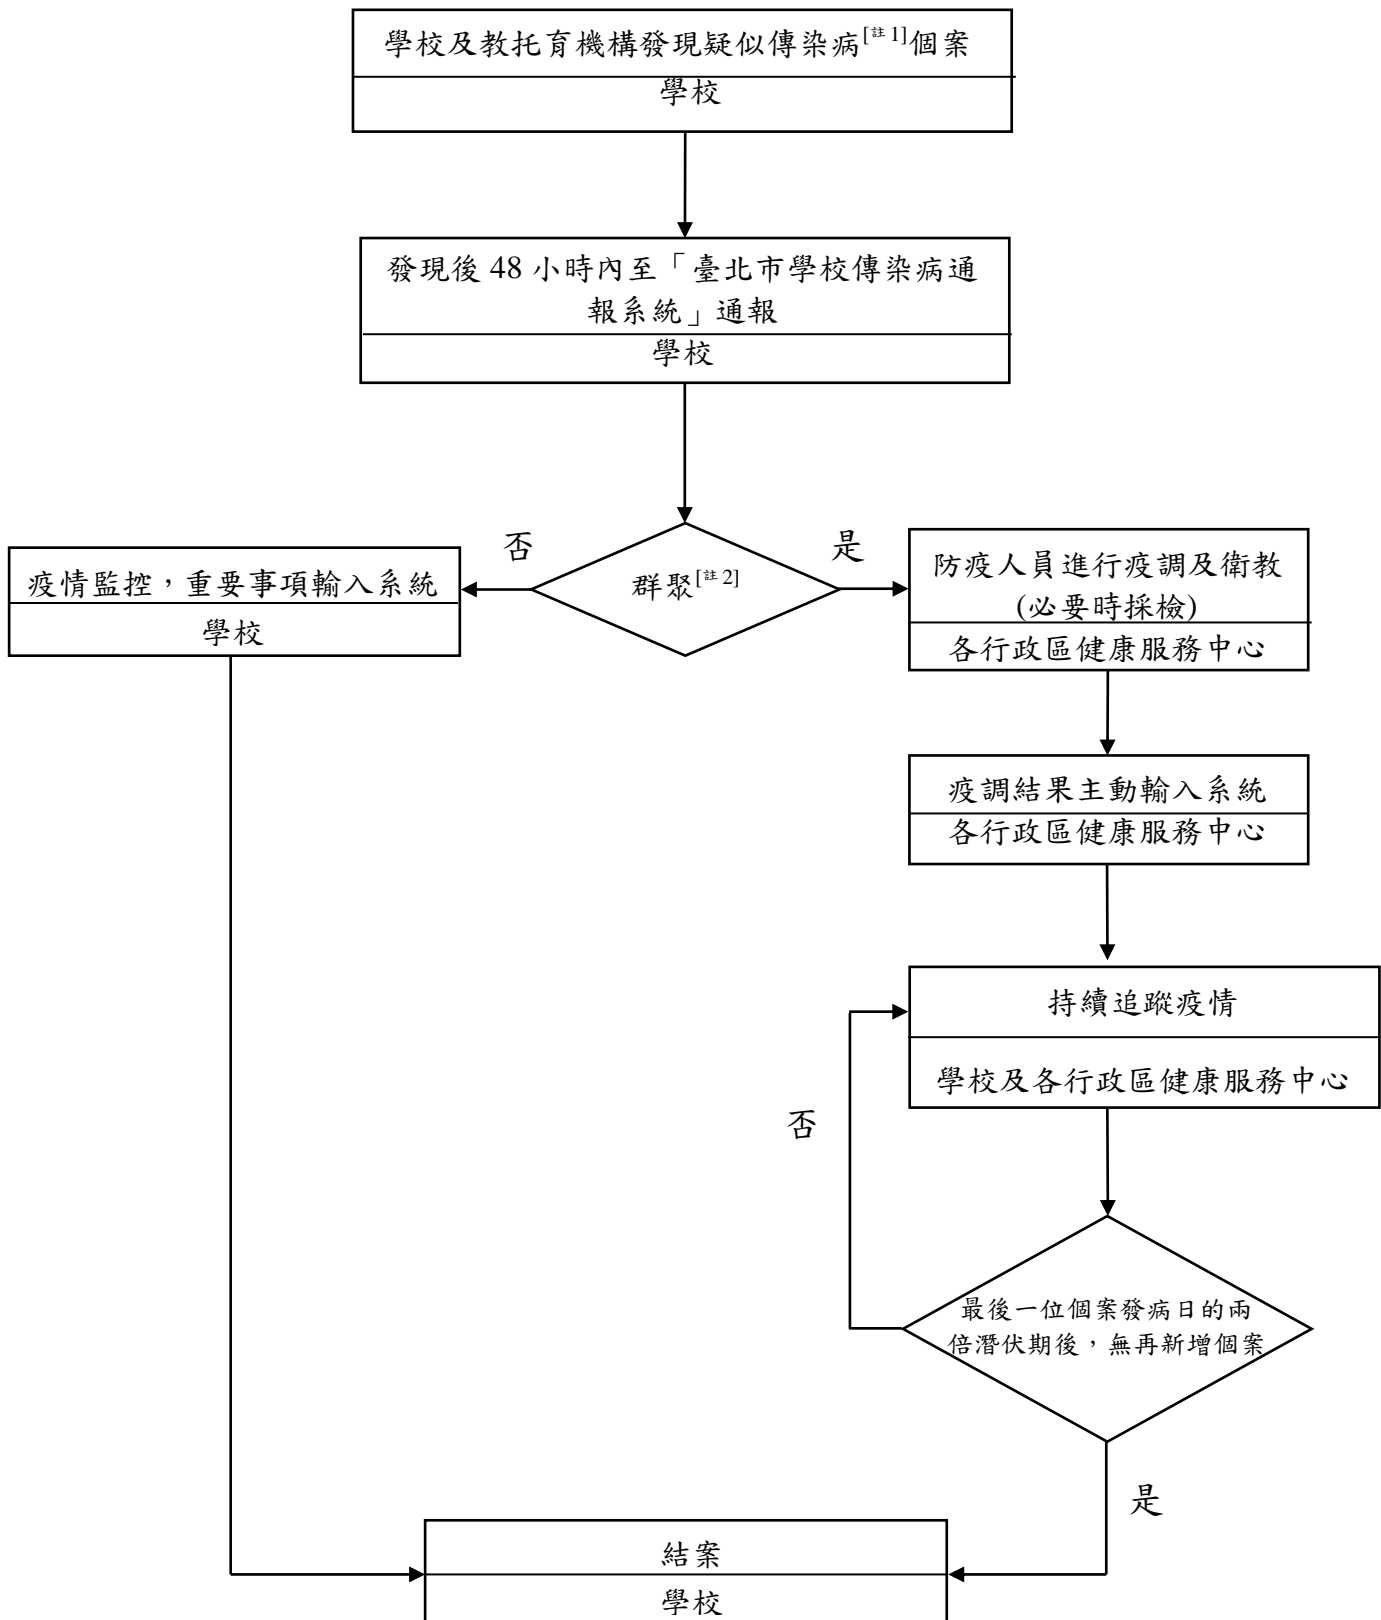 學校及教托育機構發現疑似傳染病[註1]個案
學校
發現後 48 小時內至「臺北市學校傳染病通
報系統」通報
學校
否
群聚[註2]
是
疫情監控，重要事項輸入系統
學校
防疫人員進行疫調及衛教
(必要時採檢)
各行政區健康服務中心
疫調結果主動輸入系統
各行政區健康服務中心
持續追蹤疫情
學校及各行政區健康服務中心
否
最後一位個案發病日的兩
倍潛伏期後，無再新增個案
是
結案
學校